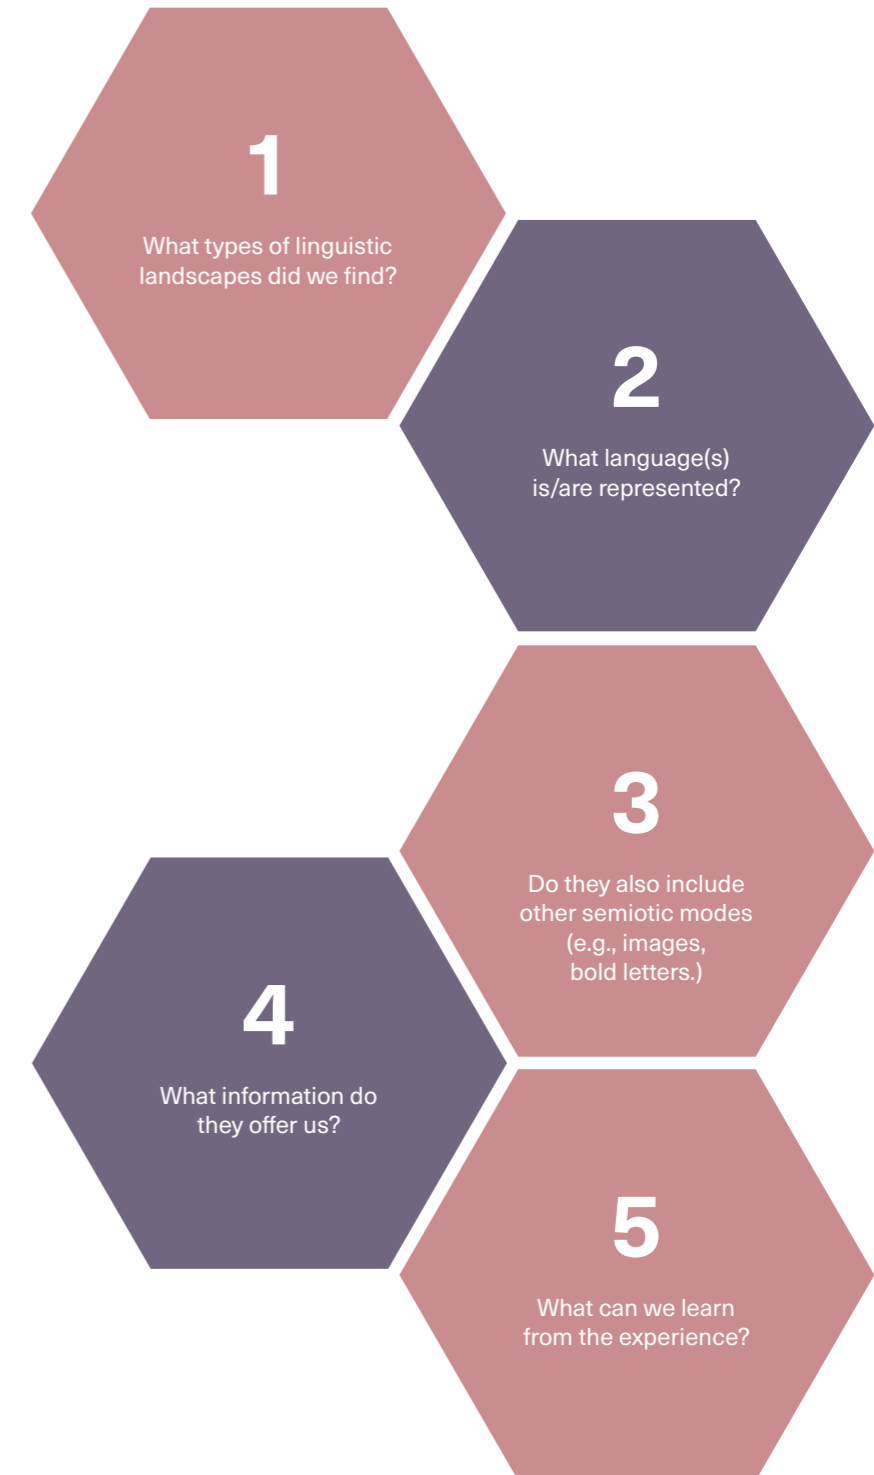 1
What types of linguistic
landscapes did we find?
2
What language(s)
is/are represented?
3
Do they also include
other semiotic modes
(e.g., images,
bold letters.)
4
What information do
they offer us?
5
What can we learn
from the experience?